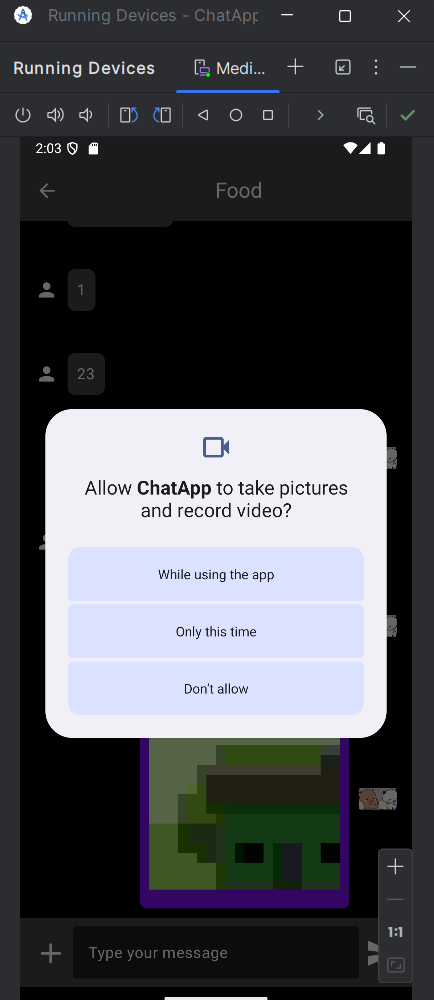 Running Devices - ChatApp
Running Devices
Medi...
2:03
Food
1
23
Allow ChatApp to take pictures
and record video?
While using the app
Only this time
Don't allow
1:1
Type your message